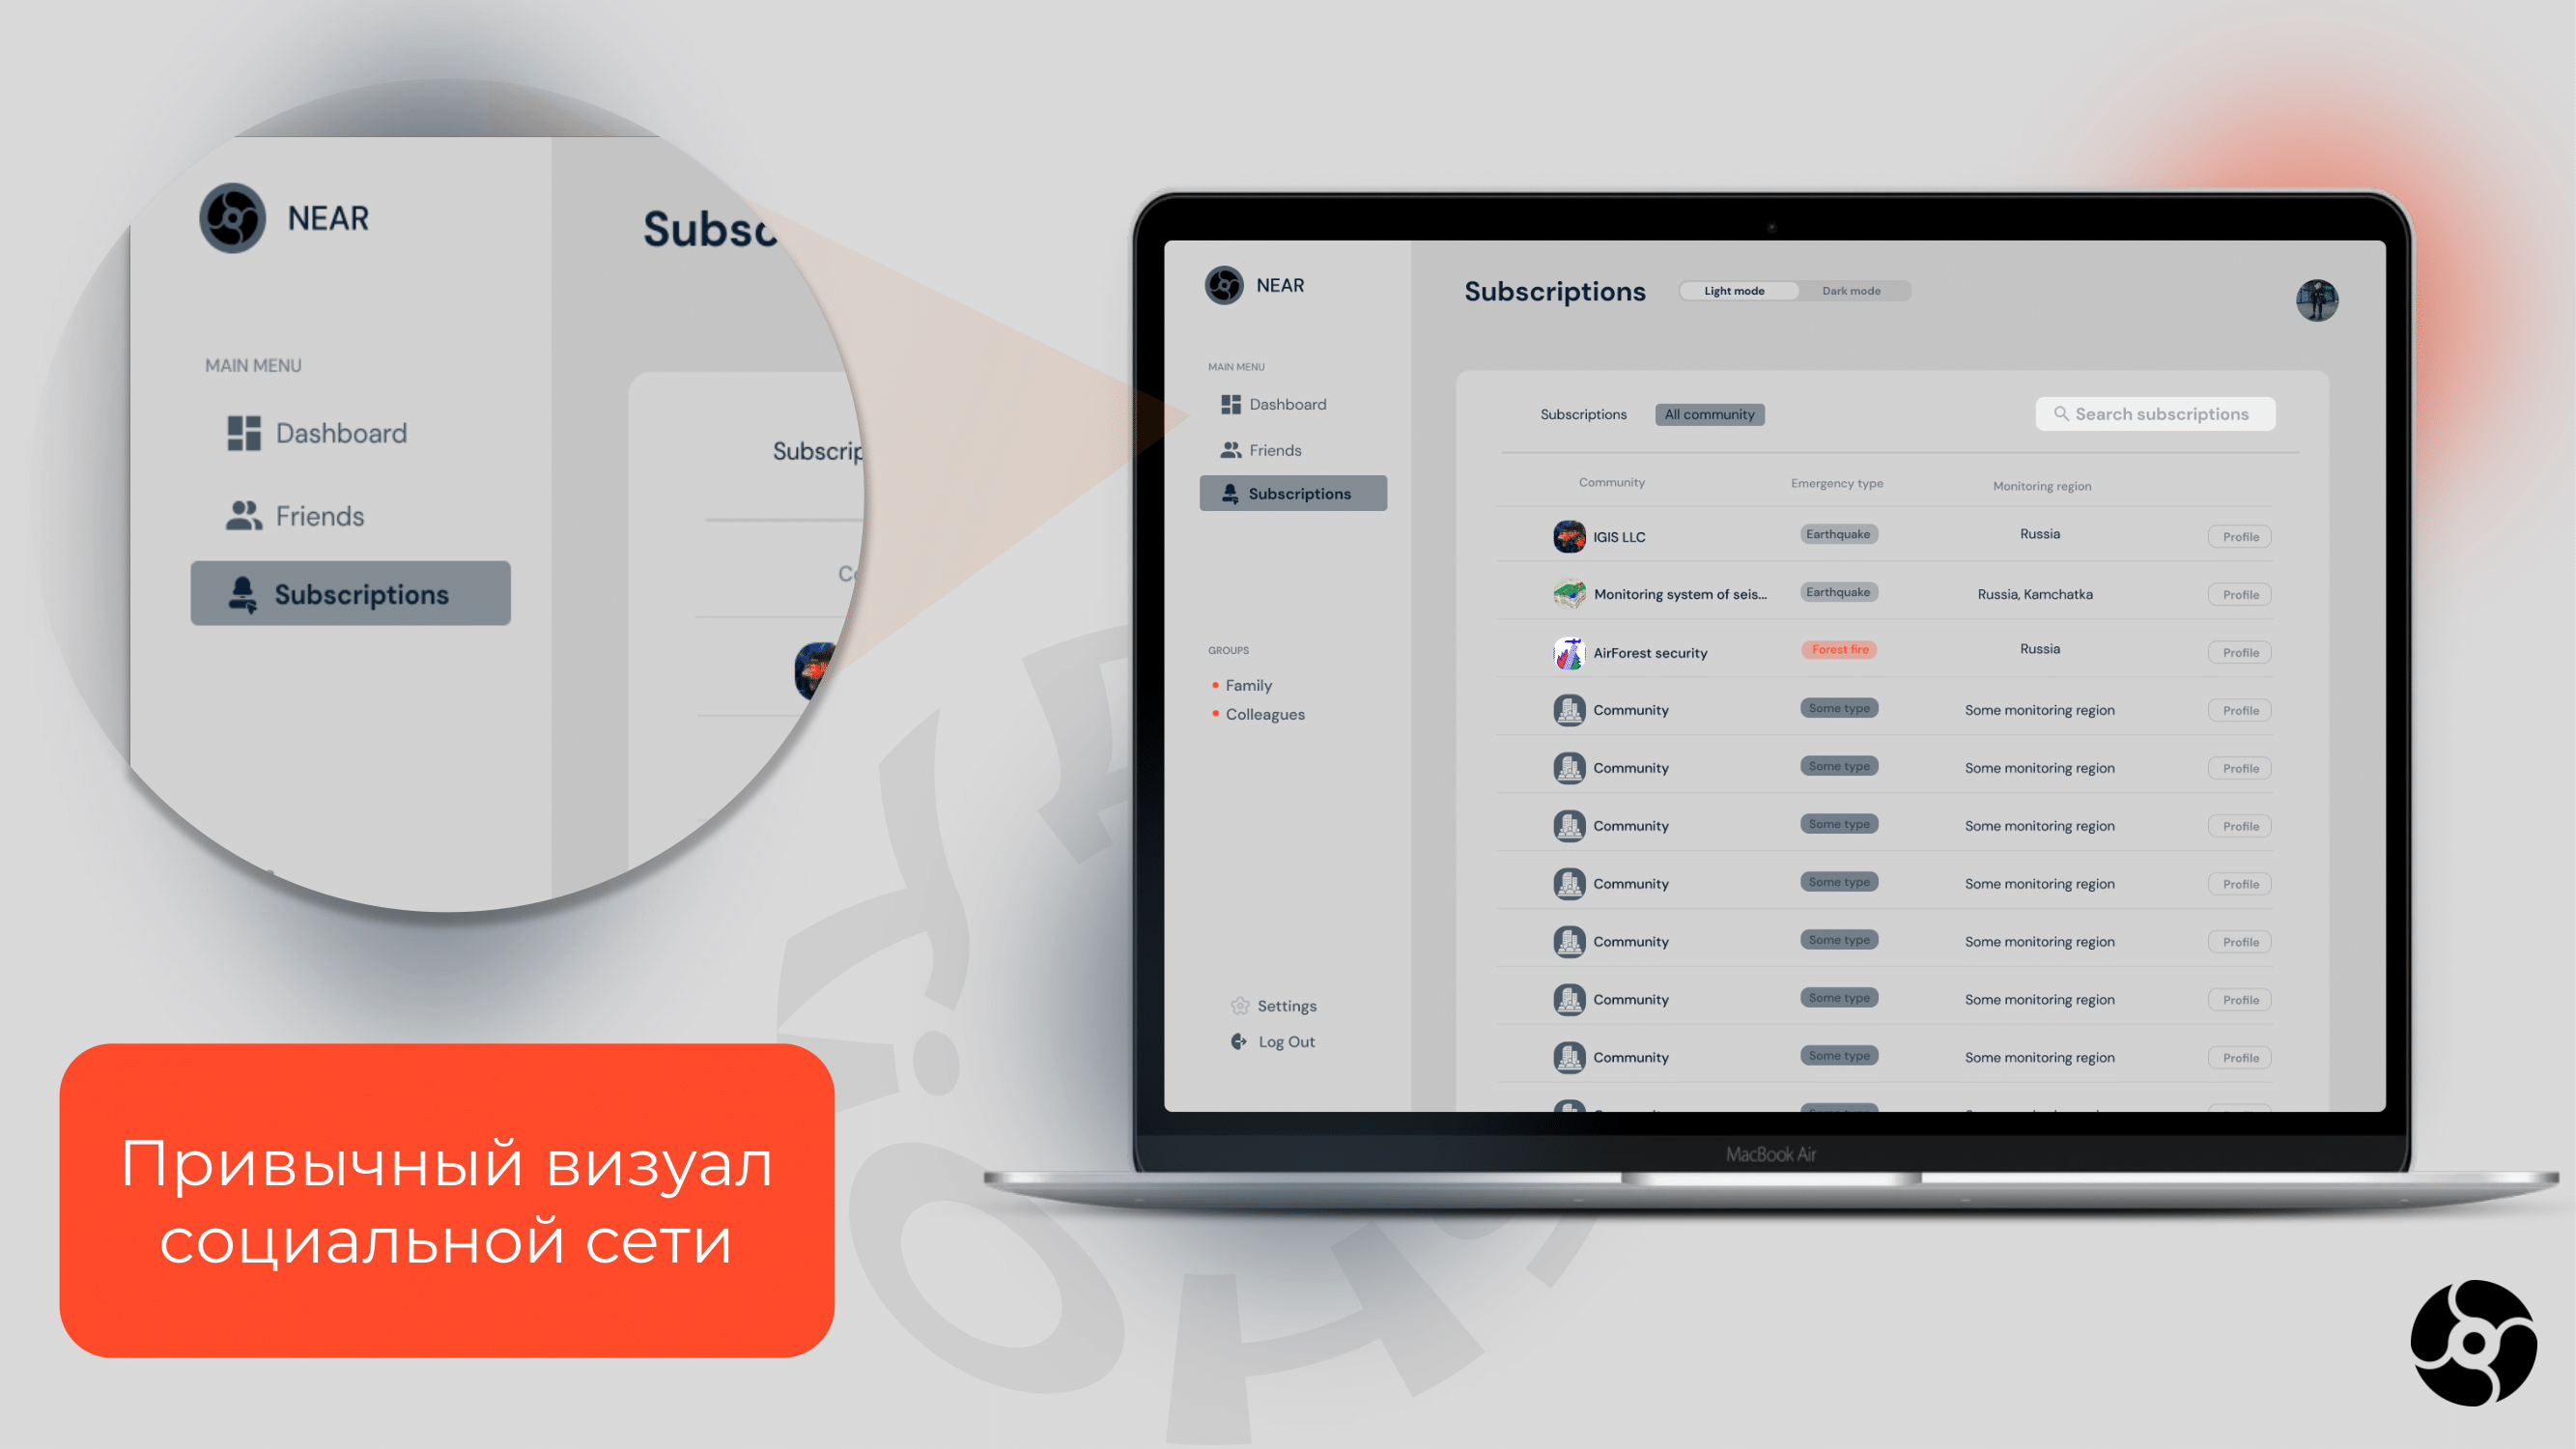 NEAR
Subsc
MAIN MENU
Dashboard
Subscrip
Friends
Subscriptions
Привычный визуал
социальной сети
NEAR
MAIN MENU
Dashboard
Friends
Subscriptions
GROUPS
Family
Colleagues
Settings
Log Out
Subscriptions Light mode Dark mode
Subscriptions All community Search subscriptions
Community Emergency type Monitoring region
IGIS LLC Earthquake Russia Profile
Monitoring system of seis... Earthquake Russia, Kamchatka Profile
AirForest security Forest fire Russia Profile
Community Some type Some monitoring region Profile
Community Some type Some monitoring region Profile
Community Some type Some monitoring region Profile
Community Some type Some monitoring region Profile
Community Some type Some monitoring region Profile
Community Some type Some monitoring region Profile
Community Some type Some monitoring region Profile
MacBook Air